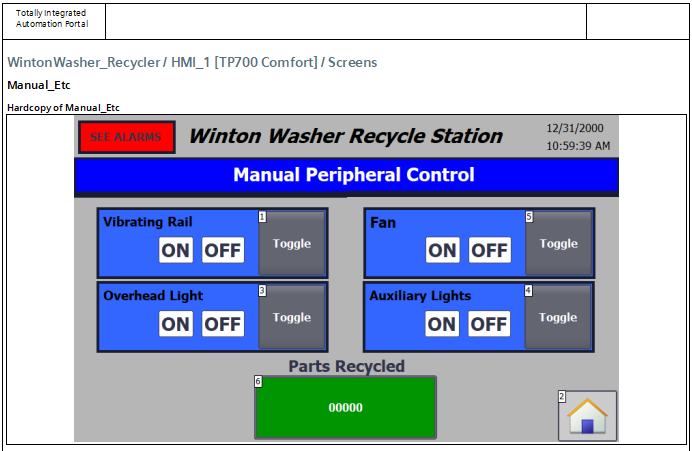 Totally Integrated
Automation Portal
WintonWasher_Recycler / HMI_1 [TP700 Comfort] / Screens
Manual_Etc
Hardcopy of Manual_Etc
SEE ALARMS
Winton Washer Recycle Station
12/31/2000
10:59:39 AM
Manual Peripheral Control
Vibrating Rail
ON OFF
1
Toggle
Fan
ON OFF
5
Toggle
Overhead Light
ON OFF
3
Toggle
Auxiliary Lights
ON OFF
4
Toggle
Parts Recycled
6
00000
2